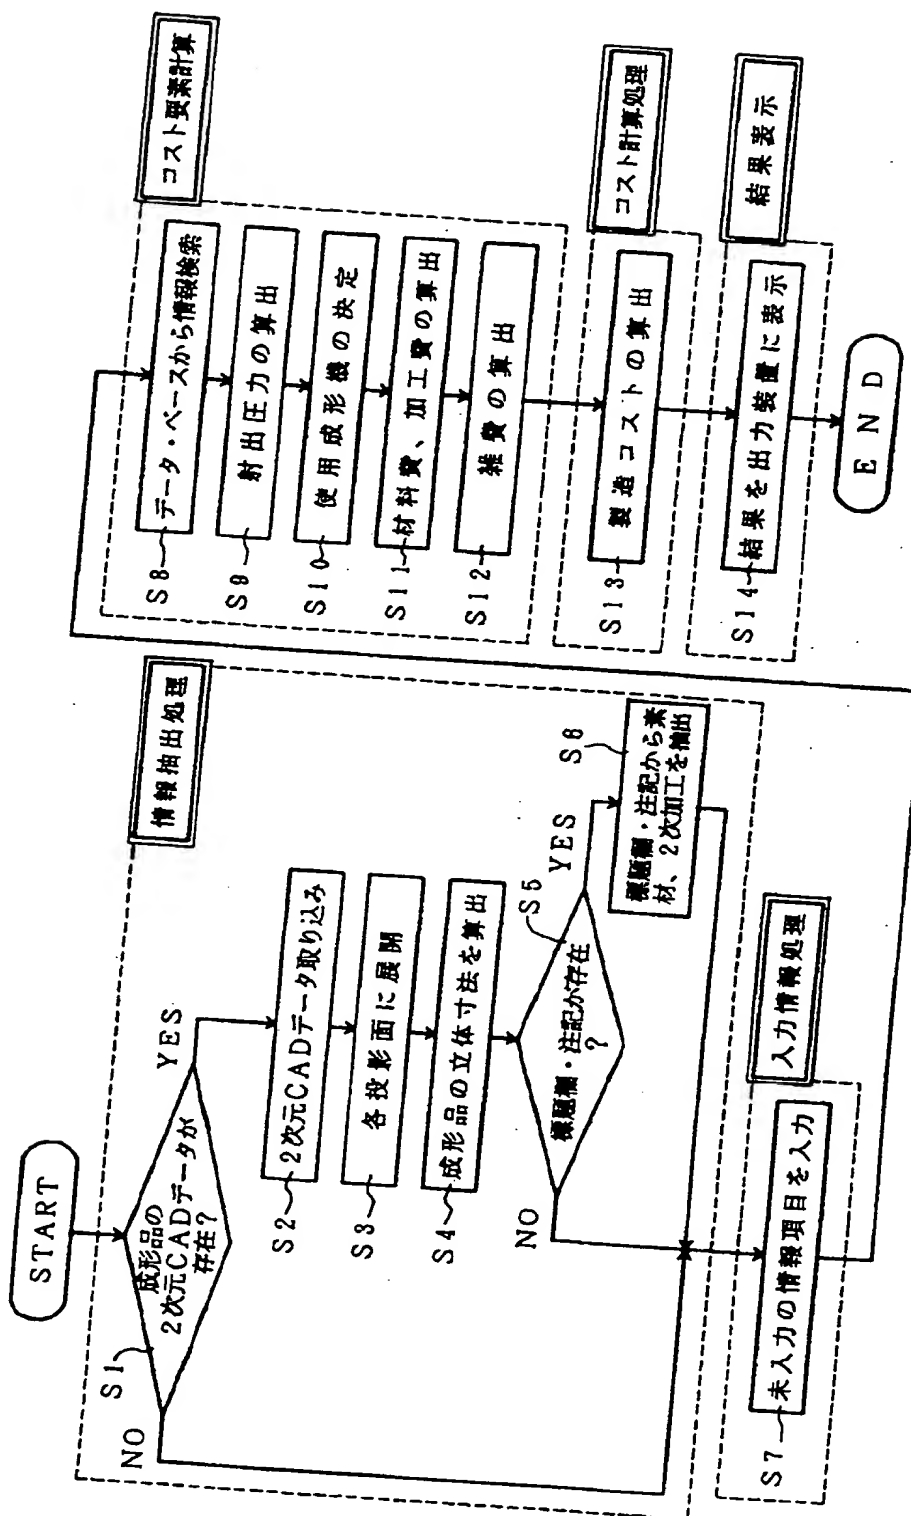 START
S1
成形品の
2次元CADデータが
存在?
NO
YES
情報抽出処理
S2
2次元CADデータ取り込み
S3
各投影面に展開
S4
成形品の立体寸法を算出
S5
標題欄・注記が存在
?
NO
YES
S6
標題欄・注記から素
材、2次加工を抽出
入力情報処理
S7
未入力の情報項目を入力
コスト要素計算
S8
データ・ベースから情報検索
S9
射出圧力の算出
S10
使用成形機の決定
S11
材料費、加工費の算出
S12
雑費の算出
コスト計算処理
S13
製造コストの算出
結果表示
S14
結果を出力装置に表示
END